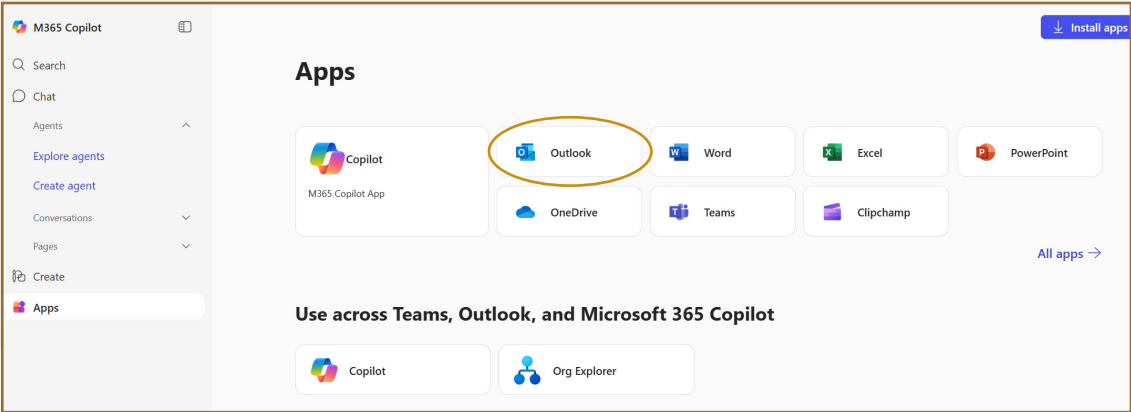 M365 Copilot
Install apps
Search
Chat
Agents
Explore agents
Create agent
Conversations
Pages
Create
Apps
Apps
Copilot
M365 Copilot App
Outlook
Word
Excel
PowerPoint
OneDrive
Teams
Clipchamp
All apps
Use across Teams, Outlook, and Microsoft 365 Copilot
Copilot
Org Explorer